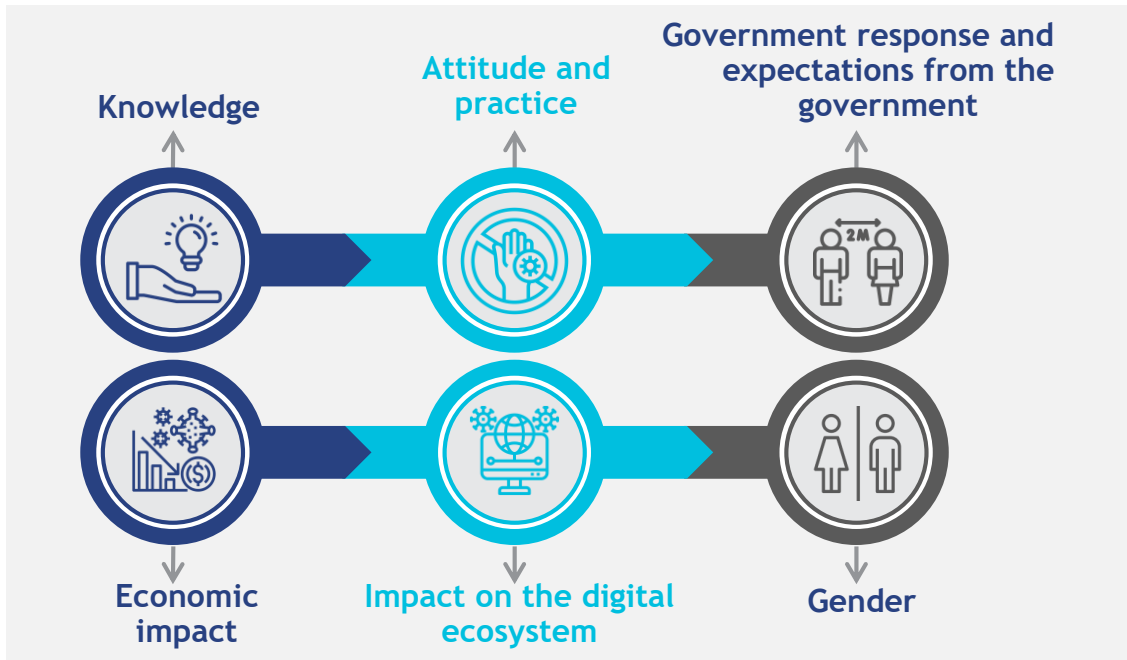 Knowledge
Attitude and
practice
Government response and
expectations from the
government
2M
($)
Economic
impact
Impact on the digital
ecosystem
Gender